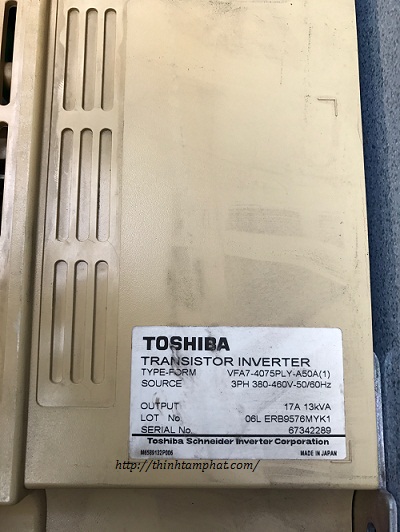 TOSHIBA
TRANSISTOR INVERTER
TYPE-FORM VFA7-4075PLY-A50A(1)
SOURCE 3PH 380-460V-50/60Hz
OUTPUT 17A 13kVA
LOT No. 06L ERB9576MYK1
SERIAL No. 67342289
Toshiba Schneider Inverter Corporation
M6580122P006 MADE IN JAPAN
http://thinhtamphat.com/